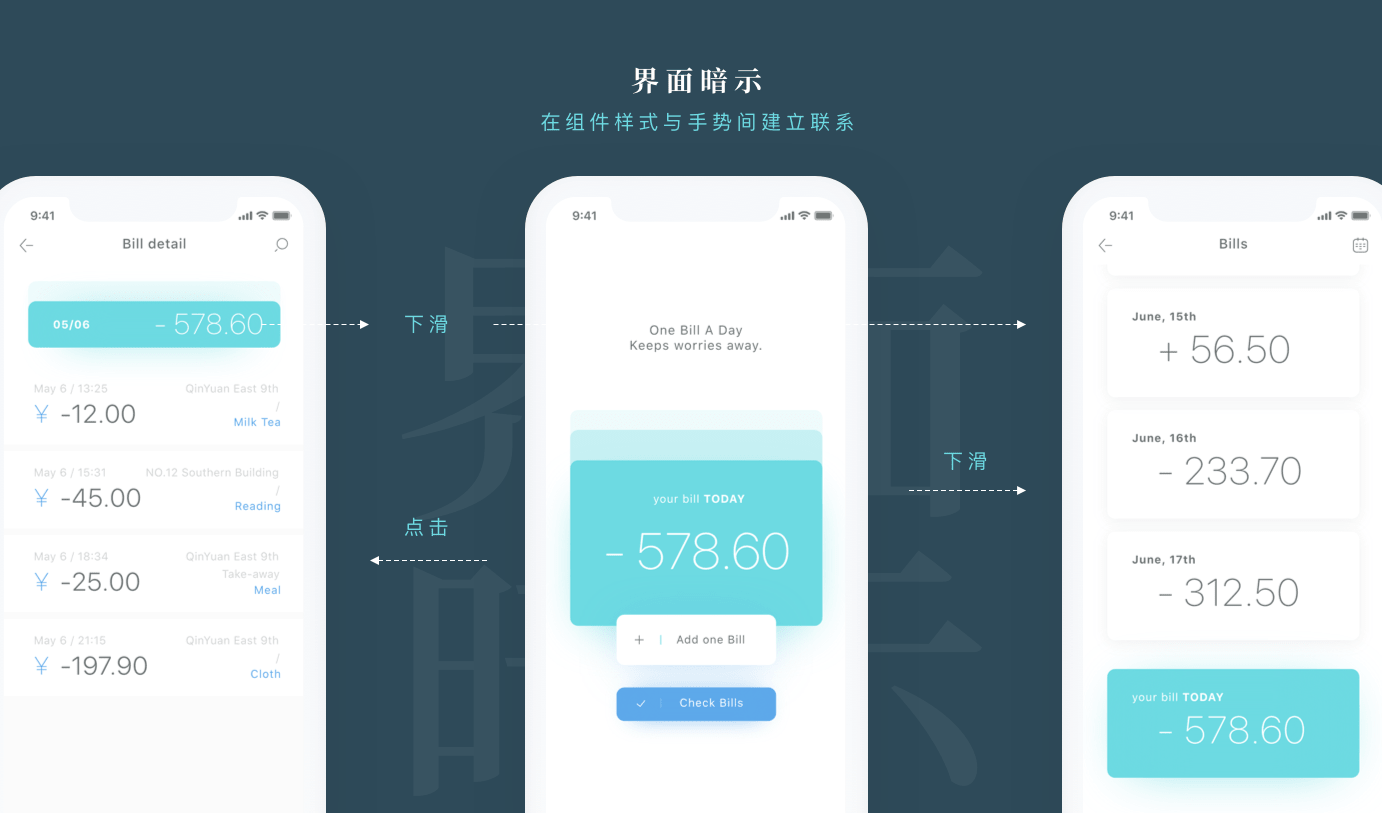 界面暗示
在组件样式与手势间建立联系
9:41
Bill detail
05/06
- 578.60
May 6 / 13:25
QinYuan East 9th
/
¥ -12.00
Milk Tea
May 6 / 15:31
NO.12 Southern Building
/
¥ -45.00
Reading
May 6 / 18:34
QinYuan East 9th
Take-away
¥ -25.00
Meal
May 6 / 21:15
QinYuan East 9th
/
¥ -197.90
Cloth
下滑
点击
界面
暗示
9:41
One Bill A Day
Keeps worries away.
your bill TODAY
- 578.60
+ | Add one Bill
| Check Bills
下滑
9:41
Bills
June, 15th
+ 56.50
June, 16th
- 233.70
June, 17th
- 312.50
your bill TODAY
- 578.60